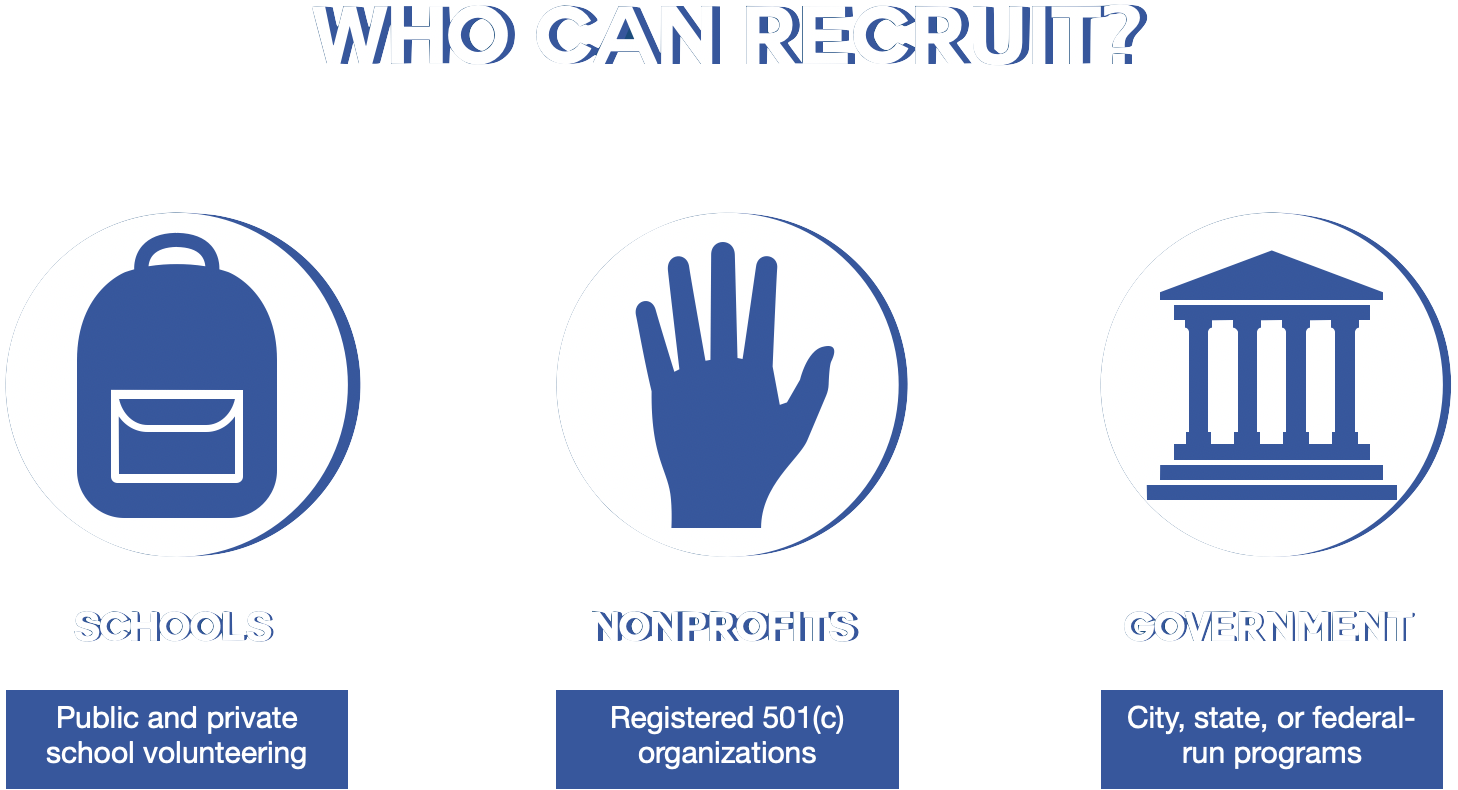 WHO CAN RECRUIT?
SCHOOLS
Public and private
school volunteering
NONPROFITS
Registered 501(c)
organizations
GOVERNMENT
City, state, or federal-
run programs